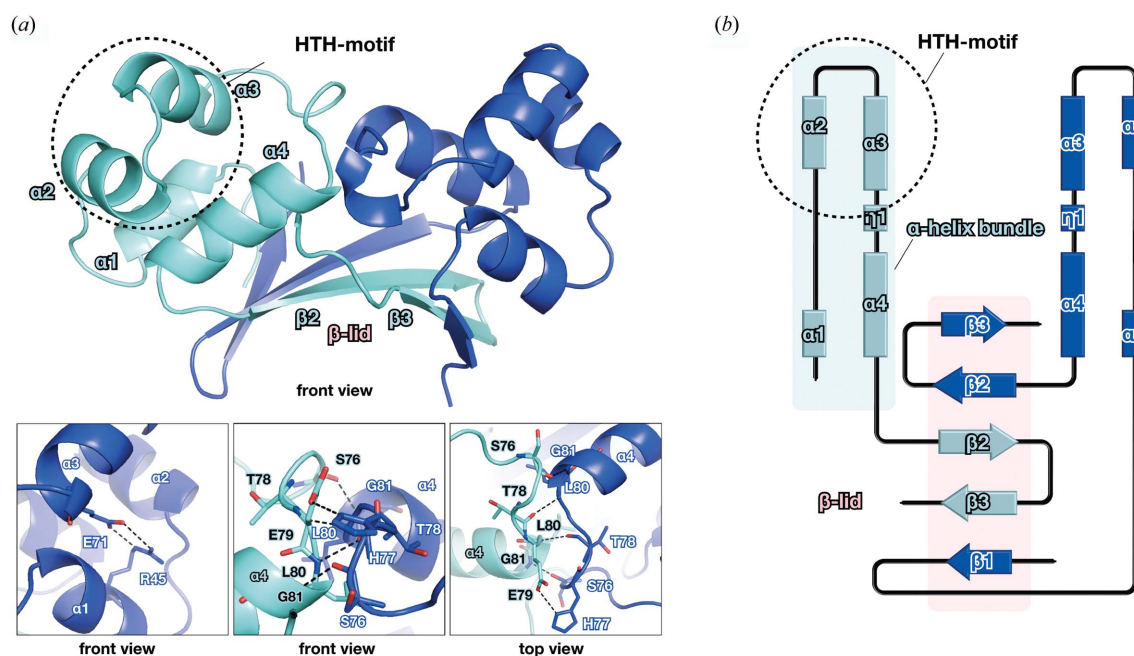 (a)
HTH-motif
α3
α4
α2
α1
β2
β3
β-lid
front view
α3
α2
E71
R45
α1
front view
S76
G81
α4
T78
E79
L80
T78
H77
L80
α4
G81
S76
front view
S76
G81
α4
L80
T78
L80
T78
α4
G81
S76
E79
H77
top view
(b)
HTH-motif
α2
α3
α3
α
η1
η1
α-helix bundle
α1
α4
α4
α
β3
β2
β2
β-lid
β3
β1